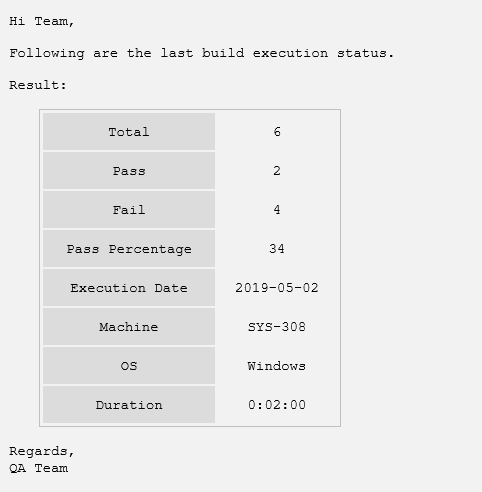 Hi Team,
Following are the last build execution status.
Result:
Total 6
Pass 2
Fail 4
Pass Percentage 34
Execution Date 2019-05-02
Machine SYS-308
OS Windows
Duration 0:02:00
Regards,
QA Team